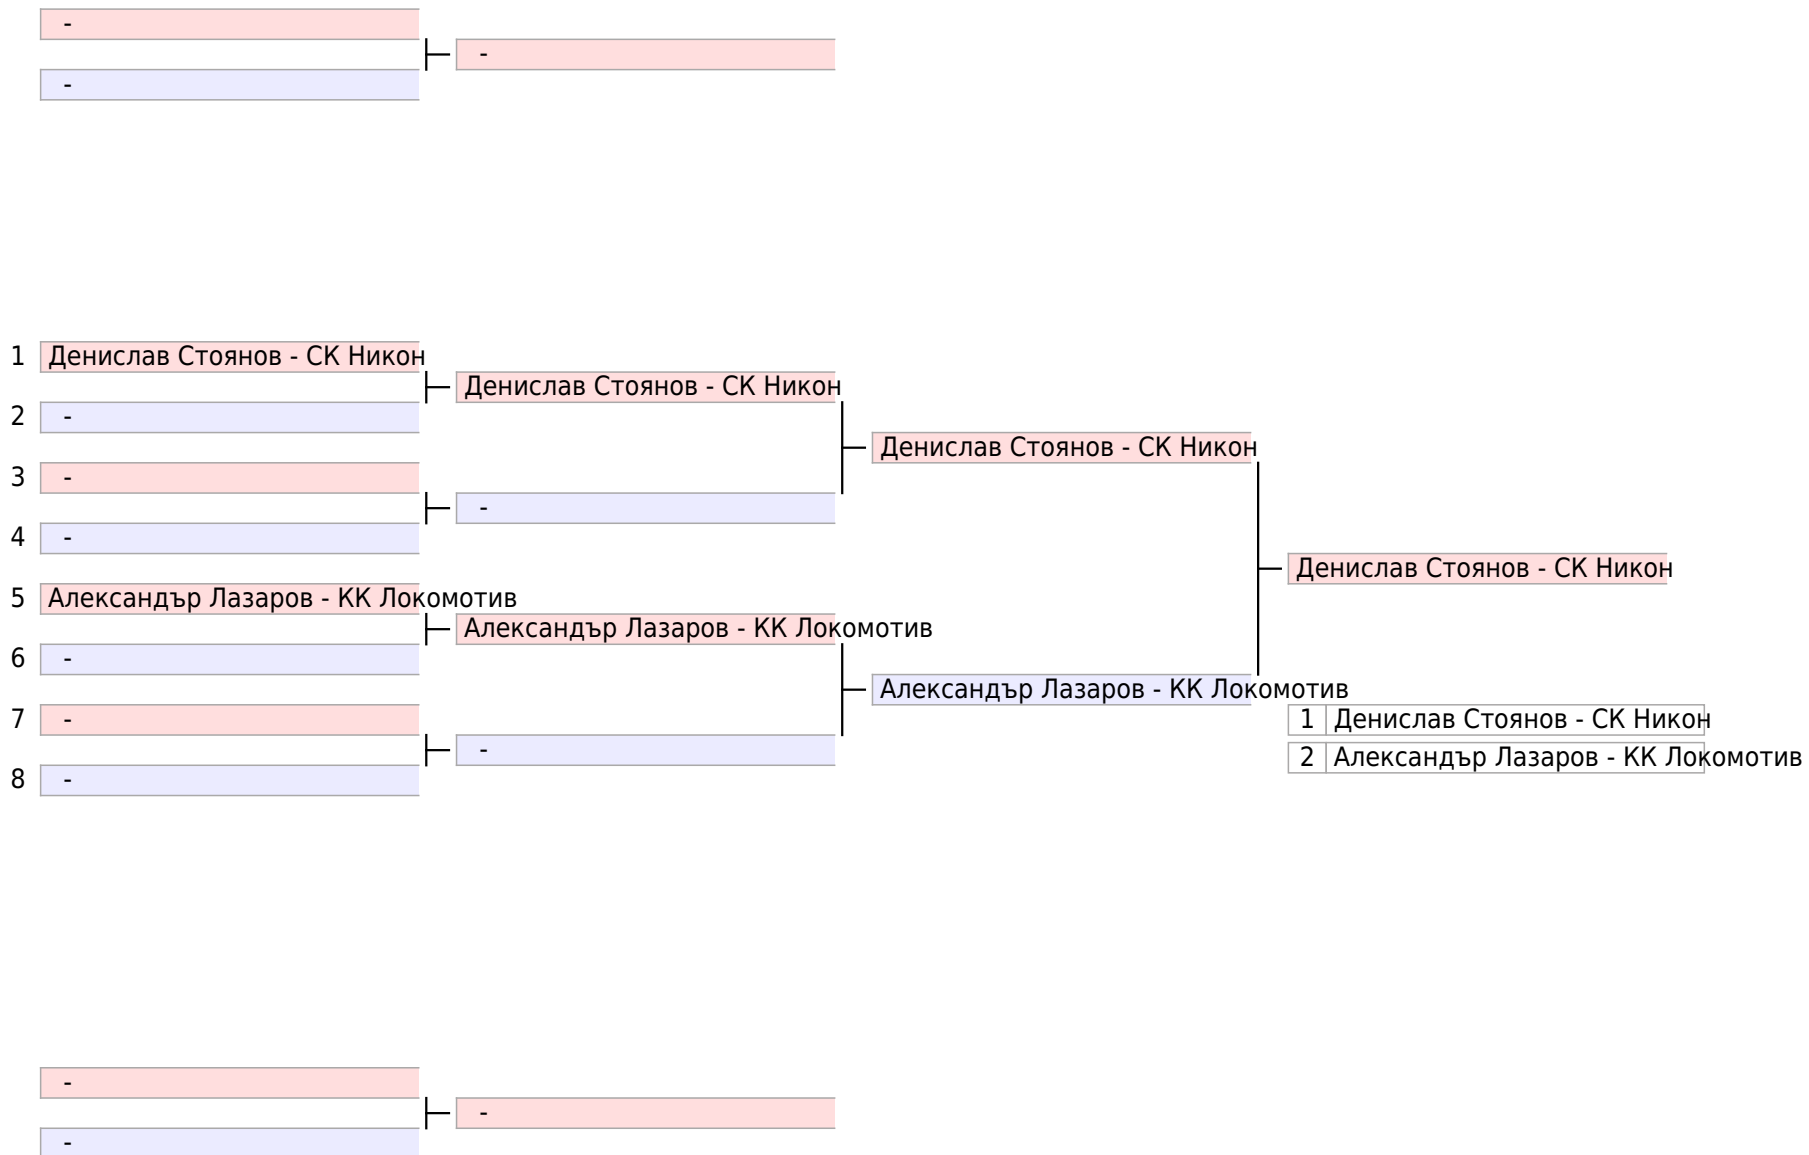 -
-
-
1 Денислав Стоянов - СК Никон
Денислав Стоянов - СК Никон
2 -
Денислав Стоянов - СК Никон
3 -
-
4 -
Денислав Стоянов - СК Никон
5 Александър Лазаров - КК Локомотив
Александър Лазаров - КК Локомотив
6 -
Александър Лазаров - КК Локомотив
7 -
1 Денислав Стоянов - СК Никон
-
2 Александър Лазаров - КК Локомотив
8 -
-
-
-